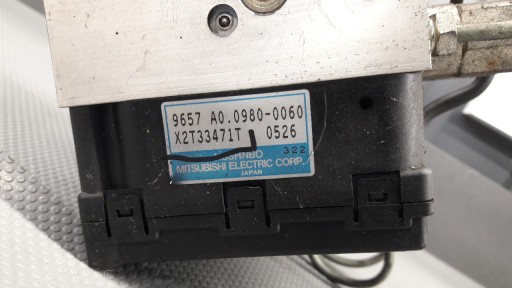 9657 A0.0980-0060
X2T33471T 0526
322
MITSUBISHI ELECTRIC CORP.
JAPAN